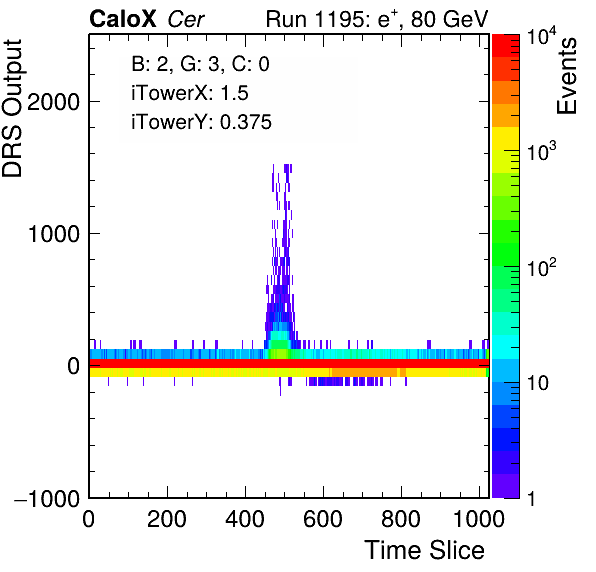 CaloX Cer Run 1195: e⁺, 80 GeV
B: 2, G: 3, C: 0
iTowerX: 1.5
iTowerY: 0.375
DRS Output
2000
1000
0
−1000
0 200 400 600 800 1000
Time Slice
Events
10⁴
10³
10²
10
1